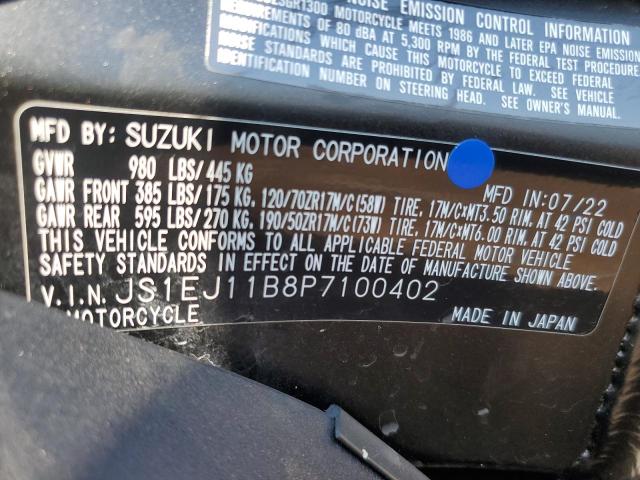 NOISE EMISSION CONTROL INFORMATION
MOTORCYCLE MEETS 1986 AND LATER EPA NOISE EMISSION
REQUIREMENTS OF 80 dBA AT 5,300 RPM BY THE FEDERAL TEST PROCEDURE.
MODIFICATIONS WHICH CAUSE THIS MOTORCYCLE TO EXCEED FEDERAL
STANDARDS ARE PROHIBITED BY FEDERAL LAW. SEE VEHICLE
IDENTIFICATION NUMBER ON STEERING HEAD. SEE OWNER'S MANUAL.
MFD BY: SUZUKI MOTOR CORPORATION
MFD IN: 07/22
GVWR 980 LBS/445 KG
GAWR FRONT 385 LBS/175 KG, 120/70ZR17M/C(58W) TIRE, 17M/C×MT3.50 RIM, AT 42 PSI COLD
GAWR REAR 595 LBS/270 KG, 190/50ZR17M/C(73W) TIRE, 17M/C×MT6.00 RIM, AT 42 PSI COLD
THIS VEHICLE CONFORMS TO ALL APPLICABLE FEDERAL MOTOR VEHICLE
SAFETY STANDARDS IN EFFECT ON THE DATE OF MANUFACTURE SHOWN ABOVE.
V.I.N. JS1EJ11B8P7100402
MOTORCYCLE
MADE IN JAPAN